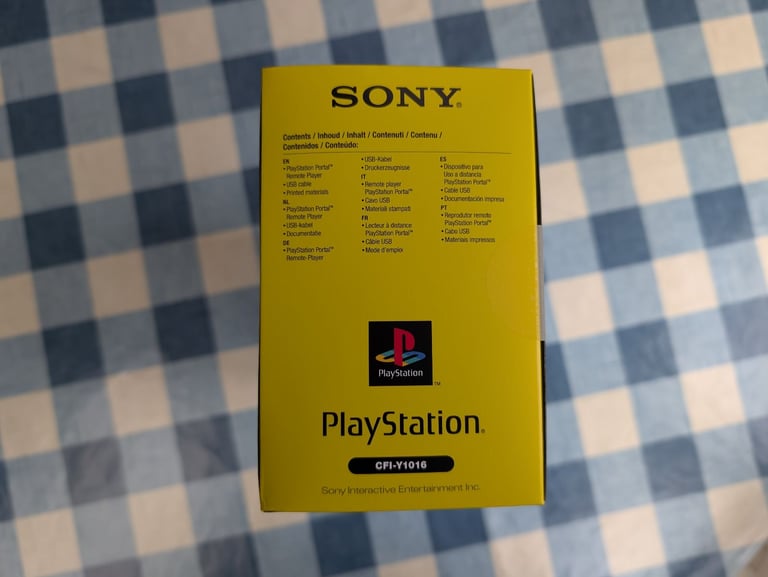 SONY®
Contents / Inhoud / Inhalt / Contenuti / Contenu /
Contenidos / Conteúdo:
EN
• PlayStation Portal™
Remote Player
• USB cable
• Printed materials
NL
• PlayStation Portal™
Remote Player
• USB-kabel
• Documentatie
DE
• PlayStation Portal™
Remote-Player
• USB-Kabel
• Druckerzeugnisse
IT
• Remote player
PlayStation Portal™
• Cavo USB
• Materiali stampati
FR
• Lecteur à distance
PlayStation Portal™
• Câble USB
• Mode d'emploi
ES
• Dispositivo para
Uso a distancia
PlayStation Portal™
• Cable USB
• Documentación impresa
PT
• Reprodutor remoto
PlayStation Portal™
• Cabo USB
• Materiais impressos
PlayStation
™
PlayStation®
CFI-Y1016
Sony Interactive Entertainment Inc.